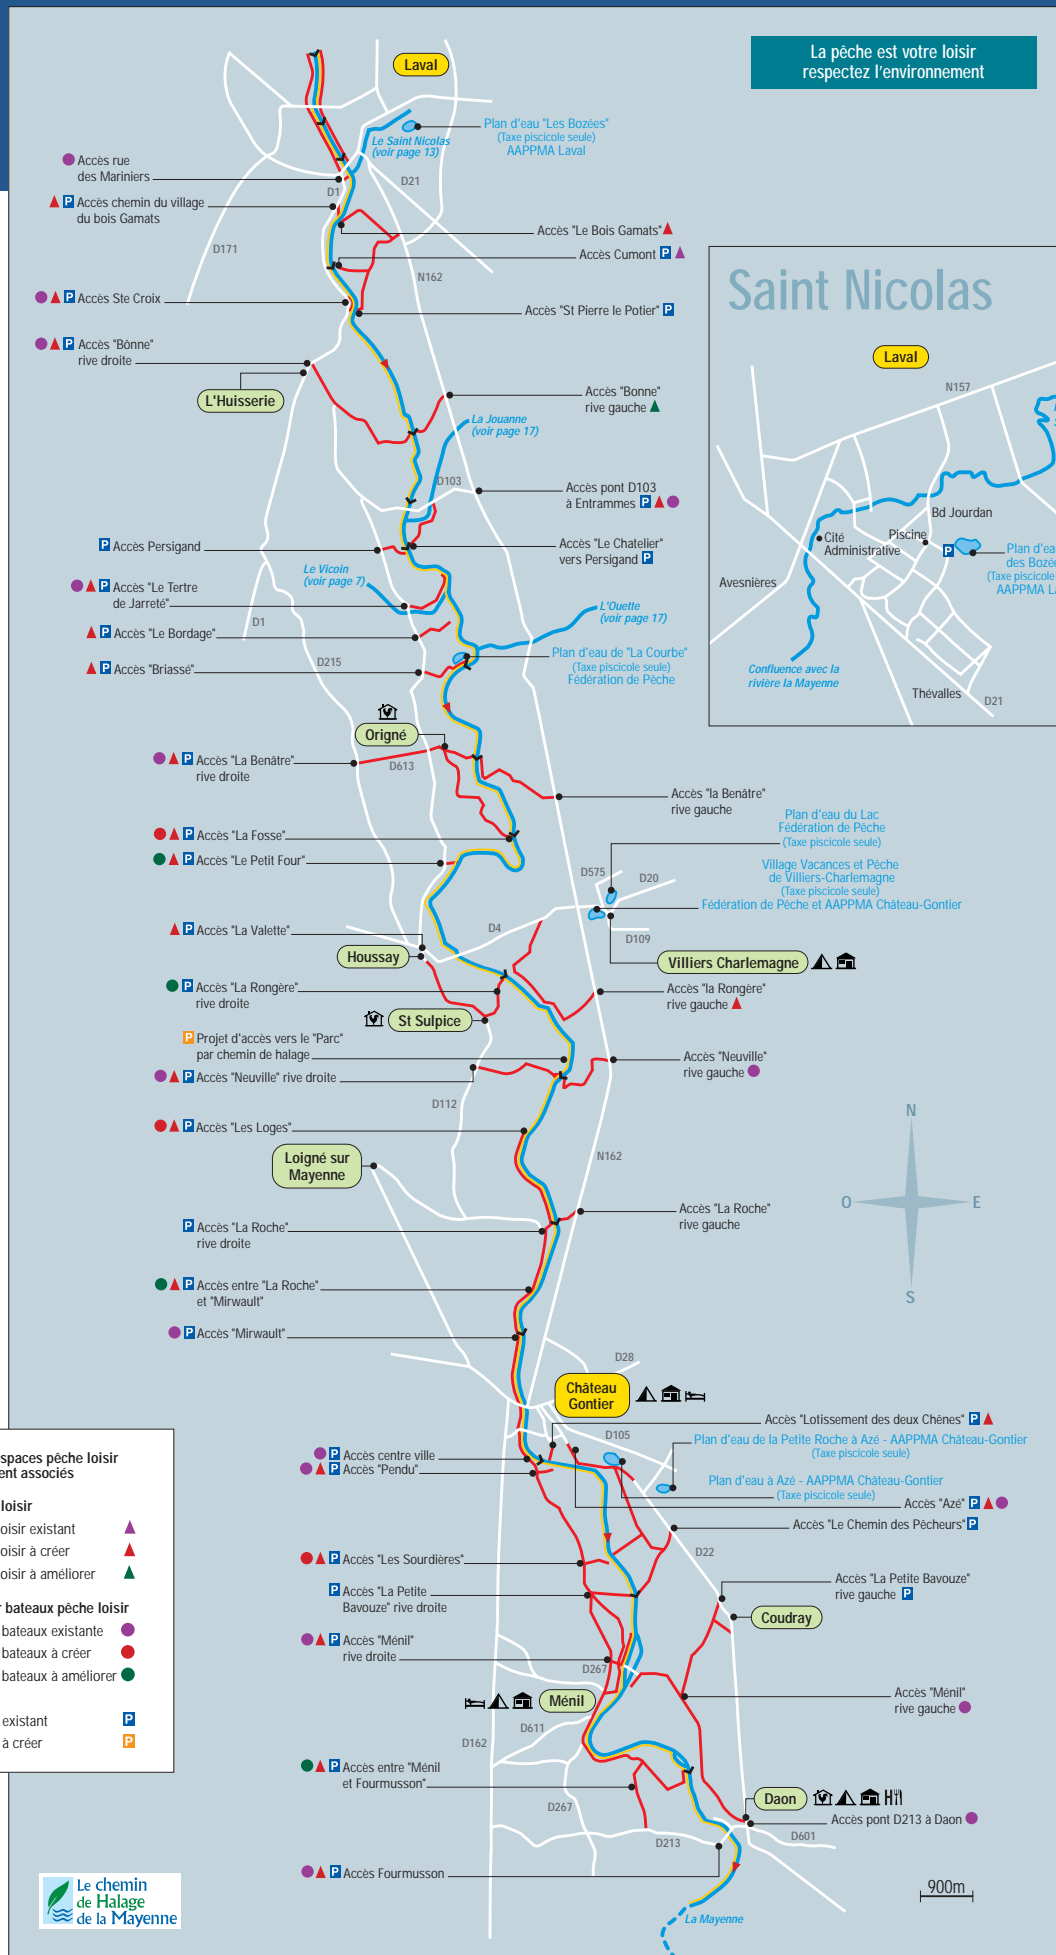 La pêche est votre loisir
respectez l'environnement
Laval
Plan d'eau "Les Bozées"
(Taxe piscicole seule)
AAPPMA Laval
Le Saint Nicolas
(voir page 13)
Accès rue
des Mariniers
D21
D1
P Accès chemin du village
du bois Gamats
Accès "Le Bois Gamats"
D171
Accès Cumont P
N162
P Accès Ste Croix
Accès "St Pierre le Potier" P
P Accès "Bônne"
rive droite
L'Huisserie
Accès "Bonne"
rive gauche
La Jouanne
(voir page 17)
D103
Accès pont D103
à Entrammes P
P Accès Persigand
Accès "Le Chatelier"
vers Persigand P
Le Vicoin
(voir page 7)
P Accès "Le Tertre
de Jarreté"
L'Ouette
(voir page 17)
D1
P Accès "Le Bordage"
D215
P Accès "Briassé"
Plan d'eau de "La Courbe"
(Taxe piscicole seule)
Fédération de Pêche
Origné
P Accès "La Benâtre"
rive droite
D613
Accès "la Benâtre"
rive gauche
Plan d'eau du Lac
Fédération de Pêche
(Taxe piscicole seule)
P Accès "La Fosse"
P Accès "Le Petit Four"
Village Vacances et Pêche
de Villiers-Charlemagne
(Taxe piscicole seule)
Fédération de Pêche et AAPPMA Château-Gontier
D575
D20
D4
D109
P Accès "La Valette"
Houssay
Villiers Charlemagne
P Accès "La Rongère"
rive droite
Accès "la Rongère"
rive gauche
St Sulpice
P Projet d'accès vers le "Parc"
par chemin de halage
Accès "Neuville"
rive gauche
P Accès "Neuville" rive droite
D112
P Accès "Les Loges"
N162
Loigné sur
Mayenne
P Accès "La Roche"
rive droite
Accès "La Roche"
rive gauche
P Accès entre "La Roche"
et "Mirwault"
P Accès "Mirwault"
D28
Château
Gontier
Accès "Lotissement des deux Chênes" P
D105
Plan d'eau de la Petite Roche à Azé - AAPPMA Château-Gontier
(Taxe piscicole seule)
P Accès centre ville
P Accès "Pendu"
Plan d'eau à Azé - AAPPMA Château-Gontier
(Taxe piscicole seule)
Accès "Azé" P
Accès "Le Chemin des Pêcheurs" P
D22
P Accès "Les Sourdières"
P Accès "La Petite
Bavouze" rive droite
Accès "La Petite Bavouze"
rive gauche P
Coudray
P Accès "Ménil"
rive droite
D267
Accès "Ménil"
rive gauche
Ménil
D611
D162
P Accès entre "Ménil
et Fourmusson"
D267
Daon
Accès pont D213 à Daon
D213
D601
P Accès Fourmusson
La Mayenne
900m
N
O
E
S
Saint Nicolas
Laval
N157
Bd Jourdan
Cité
Administrative
Piscine
P
Plan d'ea
des Bozée
(Taxe piscicole
AAPPMA La
Avesnières
Confluence avec la
rivière la Mayenne
Thévalles
D21
spaces pêche loisir
ent associés
loisir
oisir existant
oisir à créer
oisir à améliorer
r bateaux pêche loisir
bateaux existante
bateaux à créer
bateaux à améliorer
existant P
à créer P
Le chemin
de Halage
de la Mayenne